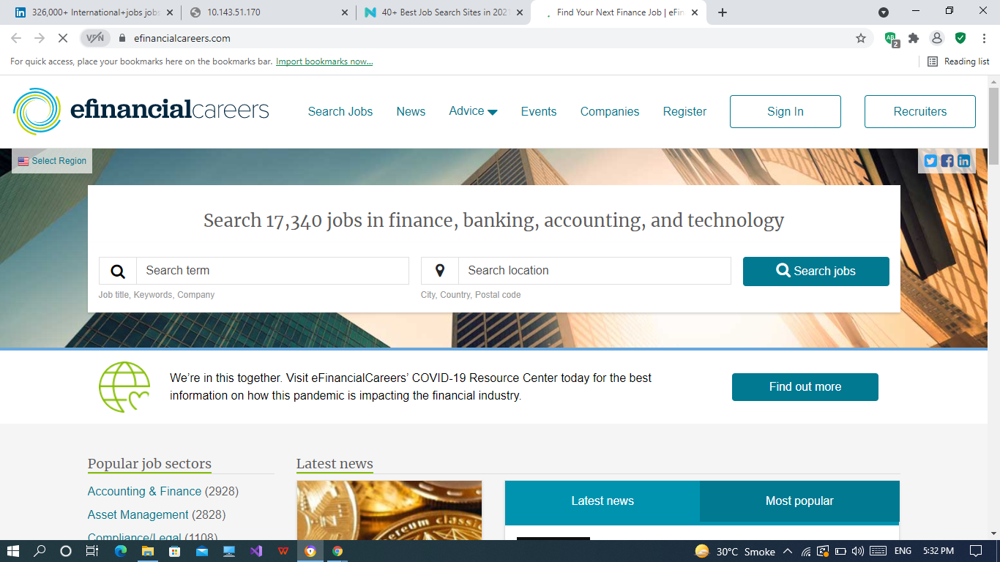 326,000+ International+jobs jobs
10.143.51.170
40+ Best Job Search Sites in 2021
Find Your Next Finance Job | eFin
VPN
efinancialcareers.com
2
For quick access, place your bookmarks here on the bookmarks bar. Import bookmarks now...
Reading list
efinancialcareers
Search Jobs
News
Advice
Events
Companies
Register
Sign In
Recruiters
Select Region
Search 17,340 jobs in finance, banking, accounting, and technology
Search term
Search location
Search jobs
Job title, Keywords, Company
City, Country, Postal code
We’re in this together. Visit eFinancialCareers’ COVID-19 Resource Center today for the best
information on how this pandemic is impacting the financial industry.
Find out more
Popular job sectors
Accounting & Finance (2928)
Asset Management (2828)
Compliance/Legal (1108)
Latest news
ethereum classic
Latest news
Most popular
30°C Smoke
ENG
5:32 PM